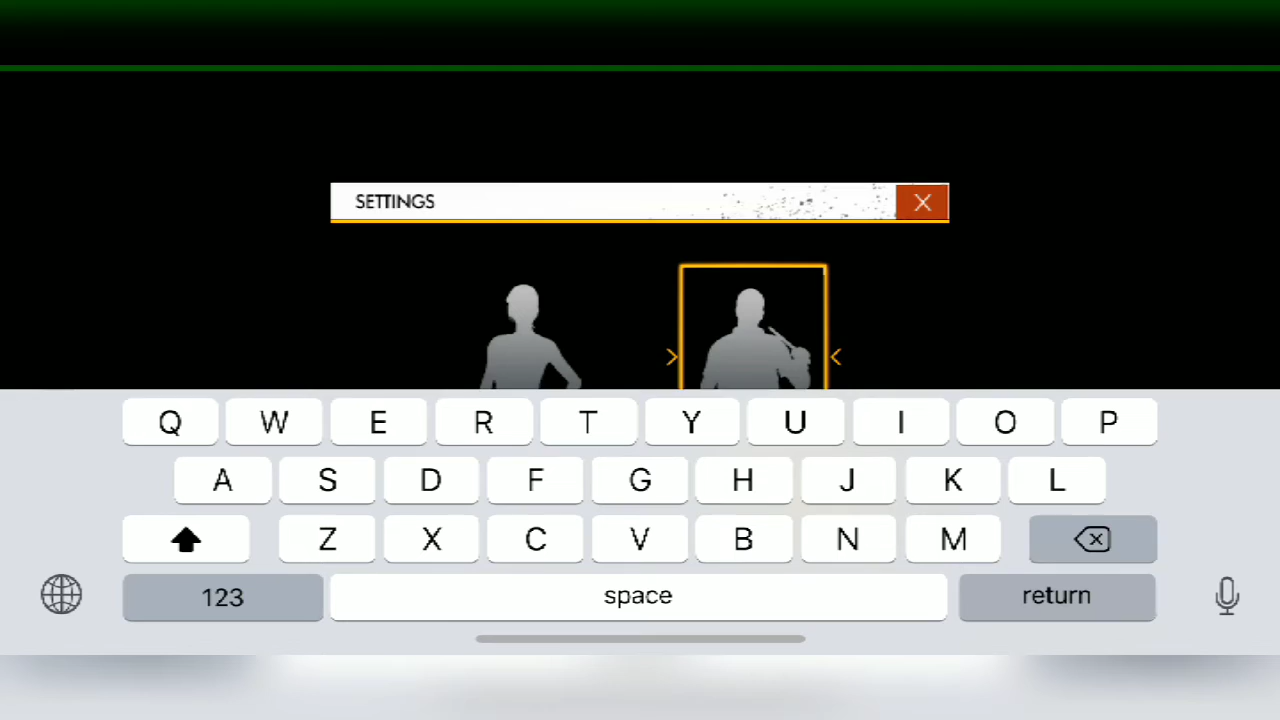 SETTINGS
Q W E R T Y U I O P
A S D F G H J K L
Z X C V B N M
123 space return